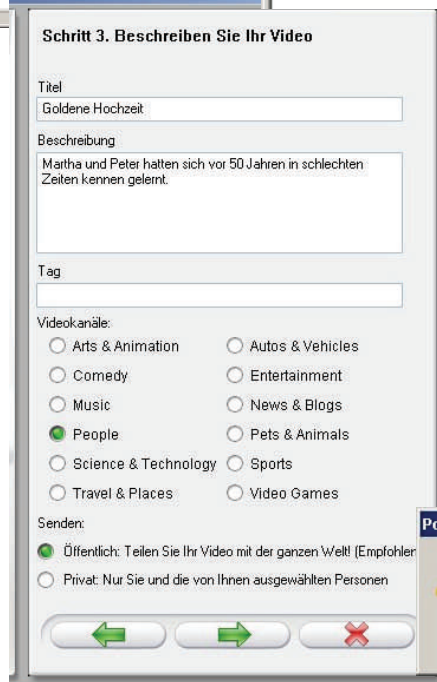 Schritt 3. Beschreiben Sie Ihr Video
Titel
Goldene Hochzeit
Beschreibung
Martha und Peter hatten sich vor 50 Jahren in schlechten
Zeiten kennen gelernt.
Tag
Videokanäle:
Arts & Animation
Autos & Vehicles
Comedy
Entertainment
Music
News & Blogs
People
Pets & Animals
Science & Technology
Sports
Travel & Places
Video Games
Senden:
Öffentlich: Teilen Sie Ihr Video mit der ganzen Welt! (Empfohlen
Privat: Nur Sie und die von Ihnen ausgewählten Personen